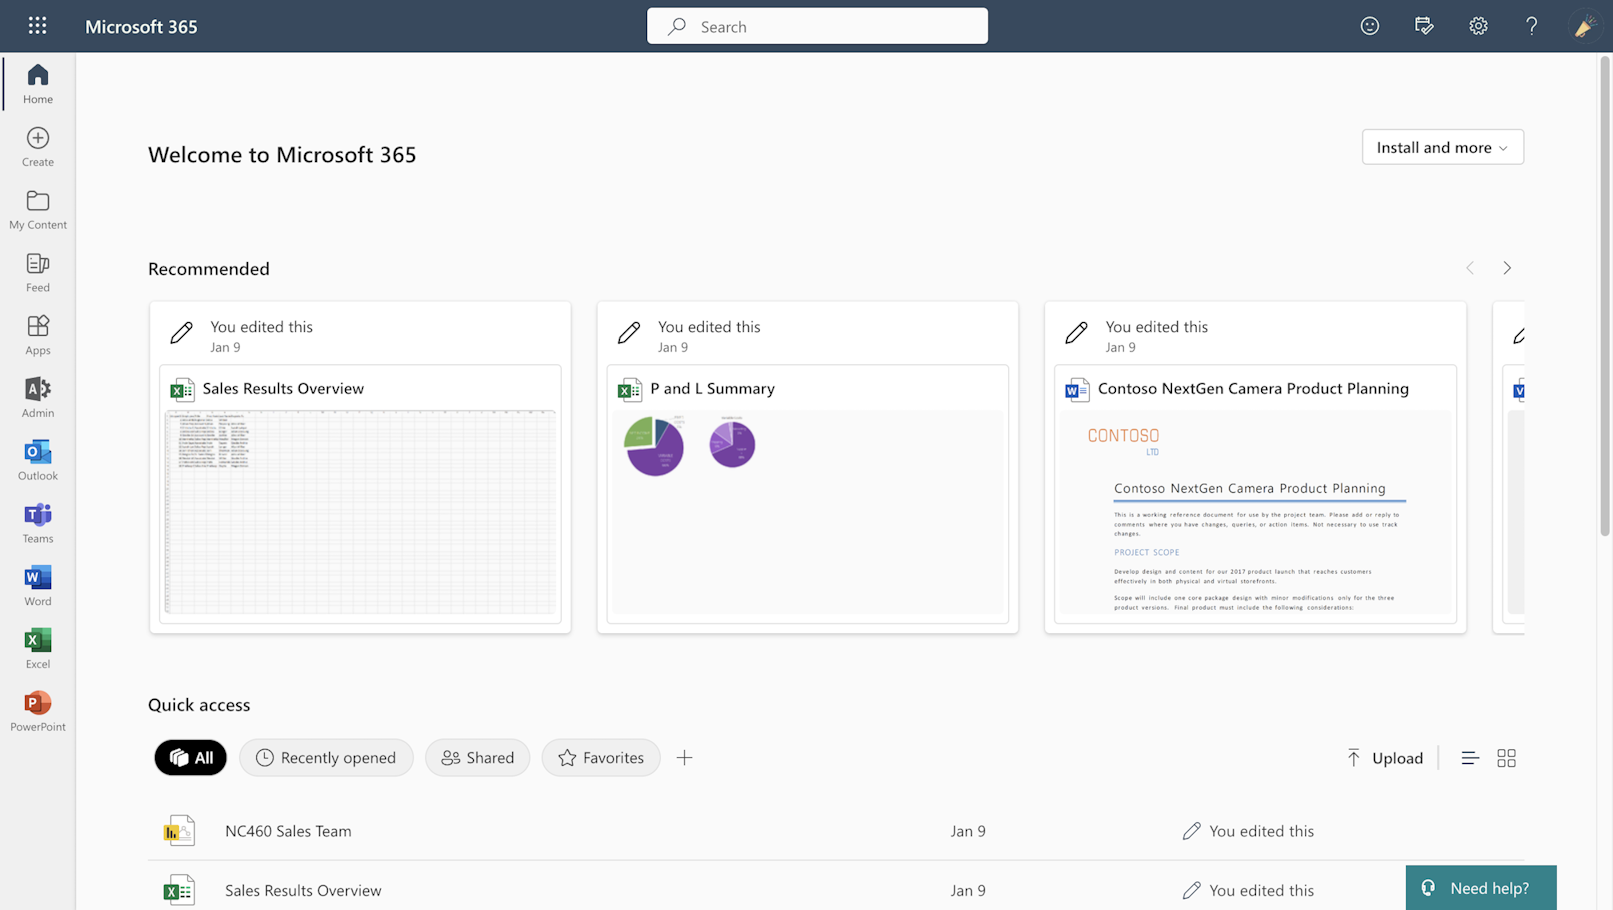 Microsoft 365
Search
Home
Create
My Content
Feed
Apps
Admin
Outlook
Teams
Word
Excel
PowerPoint
Welcome to Microsoft 365
Install and more
Recommended
You edited this
Jan 9
Sales Results Overview
You edited this
Jan 9
P and L Summary
You edited this
Jan 9
Contoso NextGen Camera Product Planning
CONTOSO
LTD
Contoso NextGen Camera Product Planning
This is a working reference document for use by the project team. Please add or reply to
comments where you have changes, queries, or action items. Not necessary to use track
changes.
PROJECT SCOPE
Develop design and content for our 2017 product launch that reaches customers
effectively in both physical and virtual storefronts.
Scope will include one core package design with minor modifications only for the three
product versions. Final product must include the following considerations:
Quick access
All
Recently opened
Shared
Favorites
Upload
NC460 Sales Team
Jan 9
You edited this
Sales Results Overview
Jan 9
You edited this
Need help?